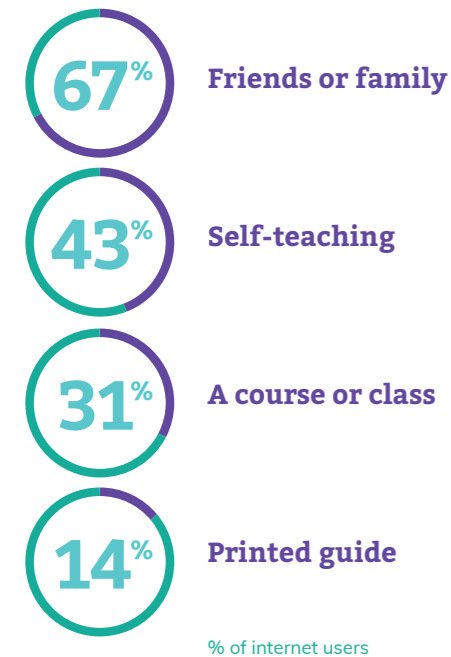 67%
Friends or family
43%
Self-teaching
31%
A course or class
14%
Printed guide
% of internet users